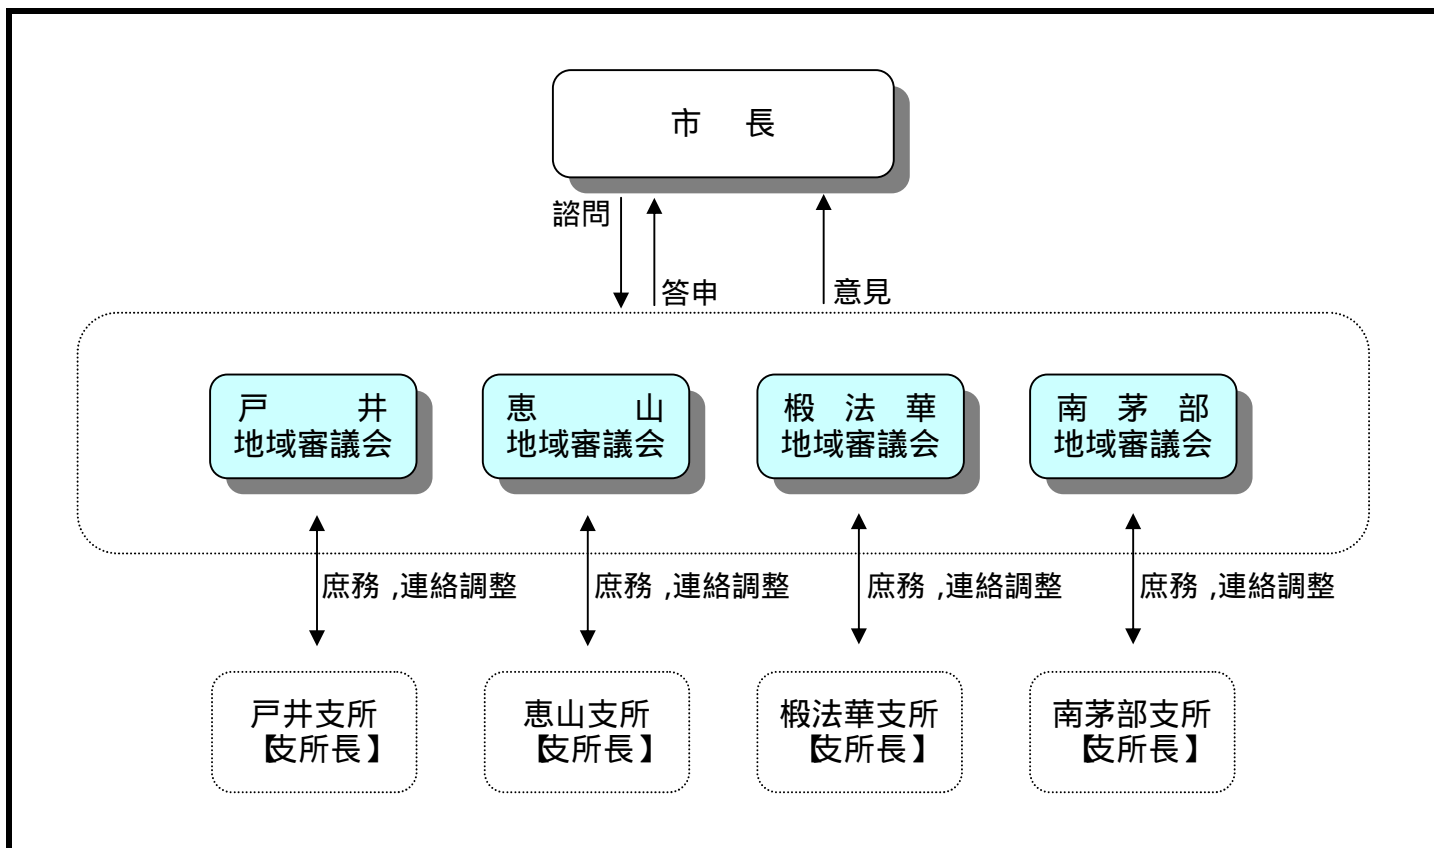 市　長
諮問
答申
意見
戸　　　井
地域審議会
恵　　　山
地域審議会
椴　法　華
地域審議会
南　茅　部
地域審議会
庶務 ,連絡調整
庶務 ,連絡調整
庶務 ,連絡調整
庶務 ,連絡調整
戸井支所
【支所長】
恵山支所
【支所長】
椴法華支所
【支所長】
南茅部支所
【支所長】